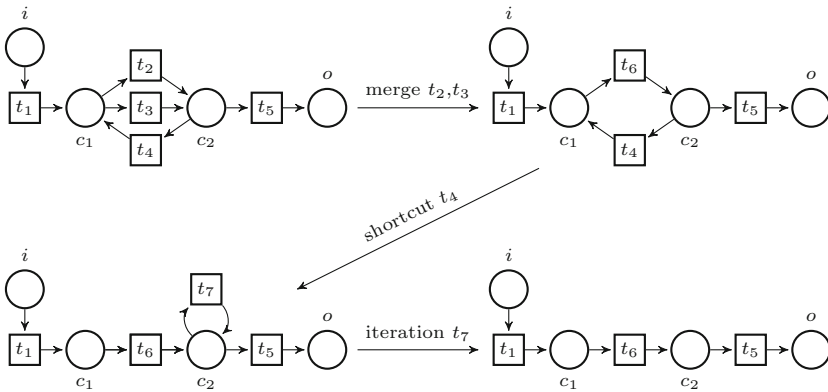 i
i
t₂
t₆
o
o
t₁ t₃ t₅ merge t₂,t₃ t₁ t₅
c₁ t₄ c₂ c₁ t₄ c₂
shortcut t₄
i
i
t₇
o
o
t₁ t₆ t₅ iteration t₇ t₁ t₆ t₅
c₁ c₂ c₁ c₂